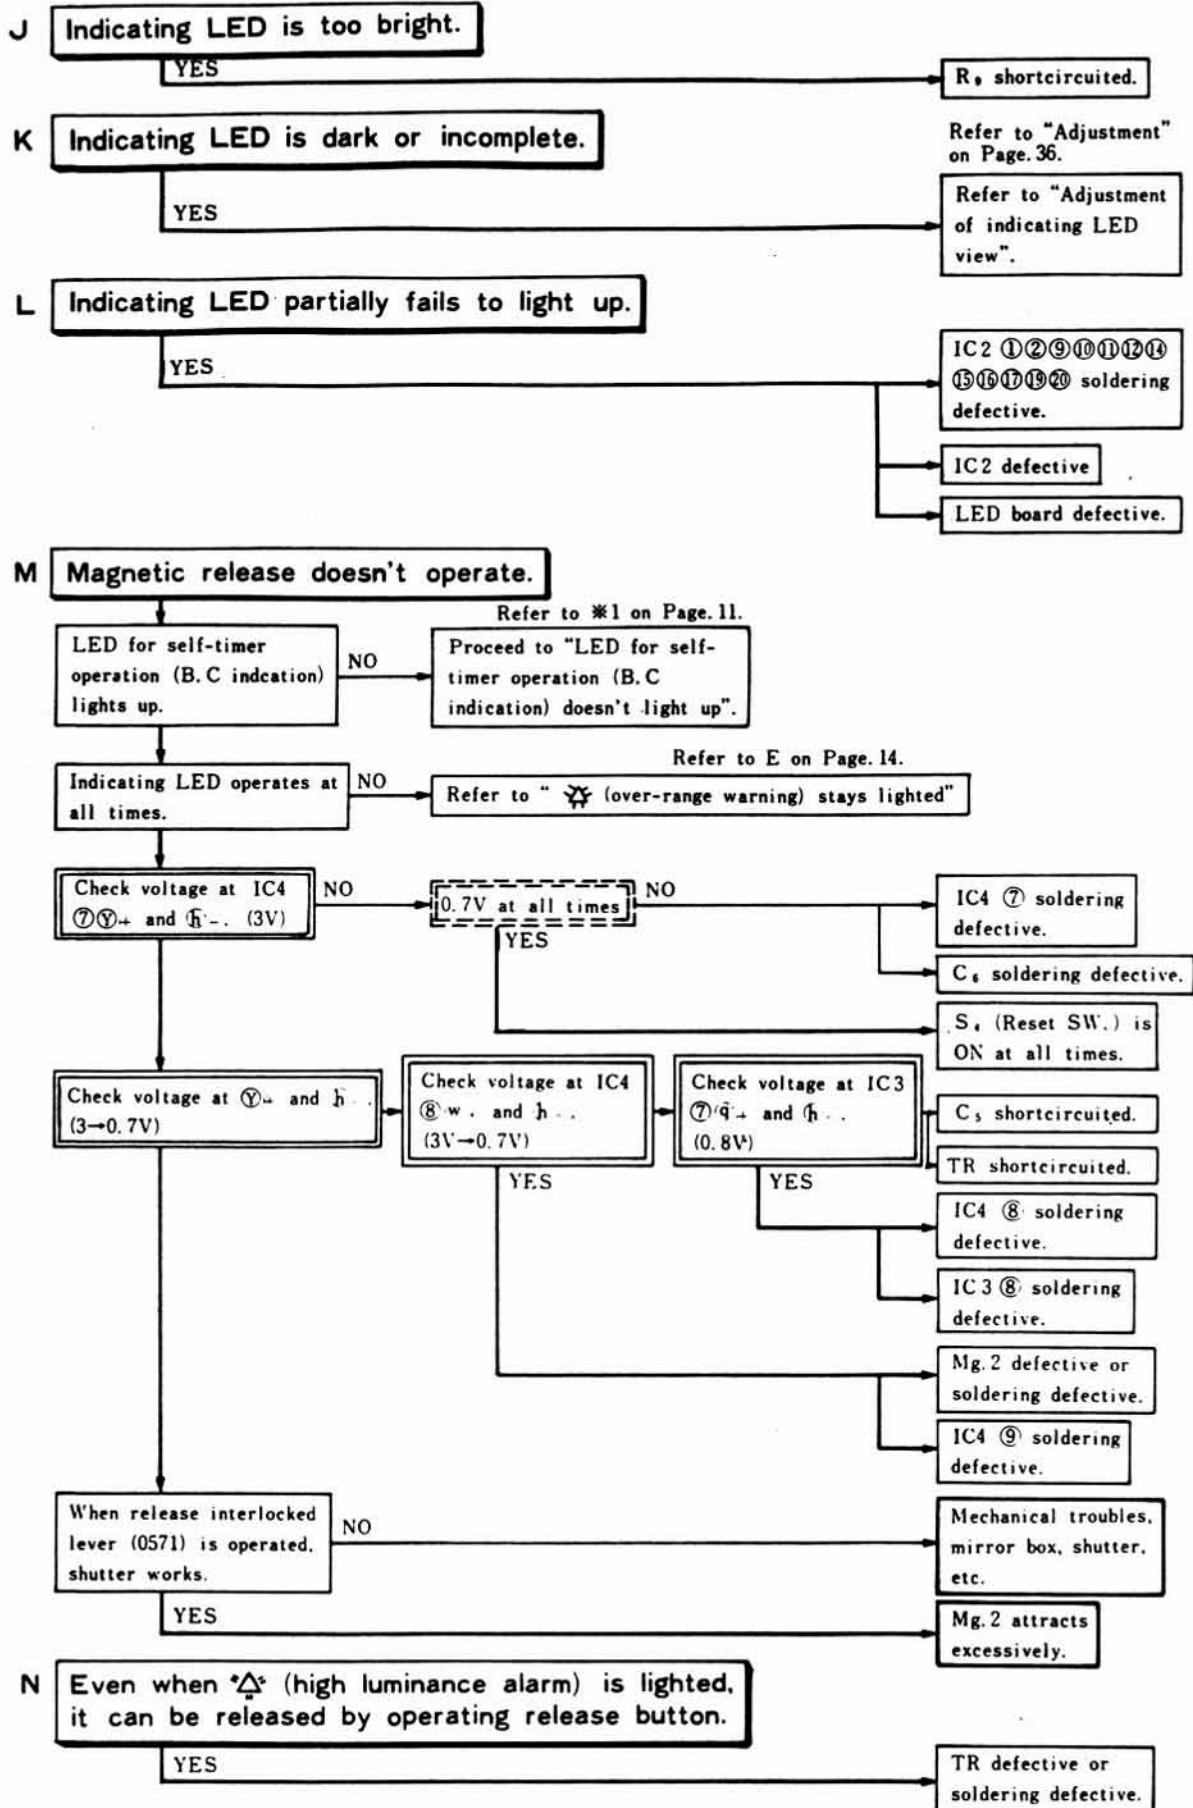 J Indicating LED is too bright.
YES
R₉ shortcircuited.
K Indicating LED is dark or incomplete.
Refer to "Adjustment"
on Page. 36.
YES
Refer to "Adjustment
of indicating LED
view".
L Indicating LED partially fails to light up.
YES
IC2 ①②⑨⑩⑪⑫⑭
⑮⑯⑰⑲⑳ soldering
defective.
IC2 defective
LED board defective.
M Magnetic release doesn't operate.
Refer to ※1 on Page. 11.
LED for self-timer
operation (B.C indcation)
lights up.
NO
Proceed to "LED for self-
timer operation (B.C
indication) doesn't light up".
Refer to E on Page. 14.
Indicating LED operates at
all times.
NO
Refer to " (over-range warning) stays lighted"
Check voltage at IC4
⑦Ⓨ+ and ⓗ-. (3V)
NO
0.7V at all times
NO
YES
IC4 ⑦ soldering
defective.
C₆ soldering defective.
S₄ (Reset SW.) is
ON at all times.
Check voltage at Ⓨ+ and h
(3→0.7V)
Check voltage at IC4
⑧ w and h
(3V→0.7V)
YES
Check voltage at IC3
⑦ q+ and h
(0.8V)
YES
C₅ shortcircuited.
TR shortcircuited.
IC4 ⑧ soldering
defective.
IC3 ⑧ soldering
defective.
Mg.2 defective or
soldering defective.
IC4 ⑨ soldering
defective.
When release interlocked
lever (0571) is operated,
shutter works.
NO
Mechanical troubles,
mirror box, shutter,
etc.
YES
Mg.2 attracts
excessively.
N Even when (high luminance alarm) is lighted,
it can be released by operating release button.
YES
TR defective or
soldering defective.